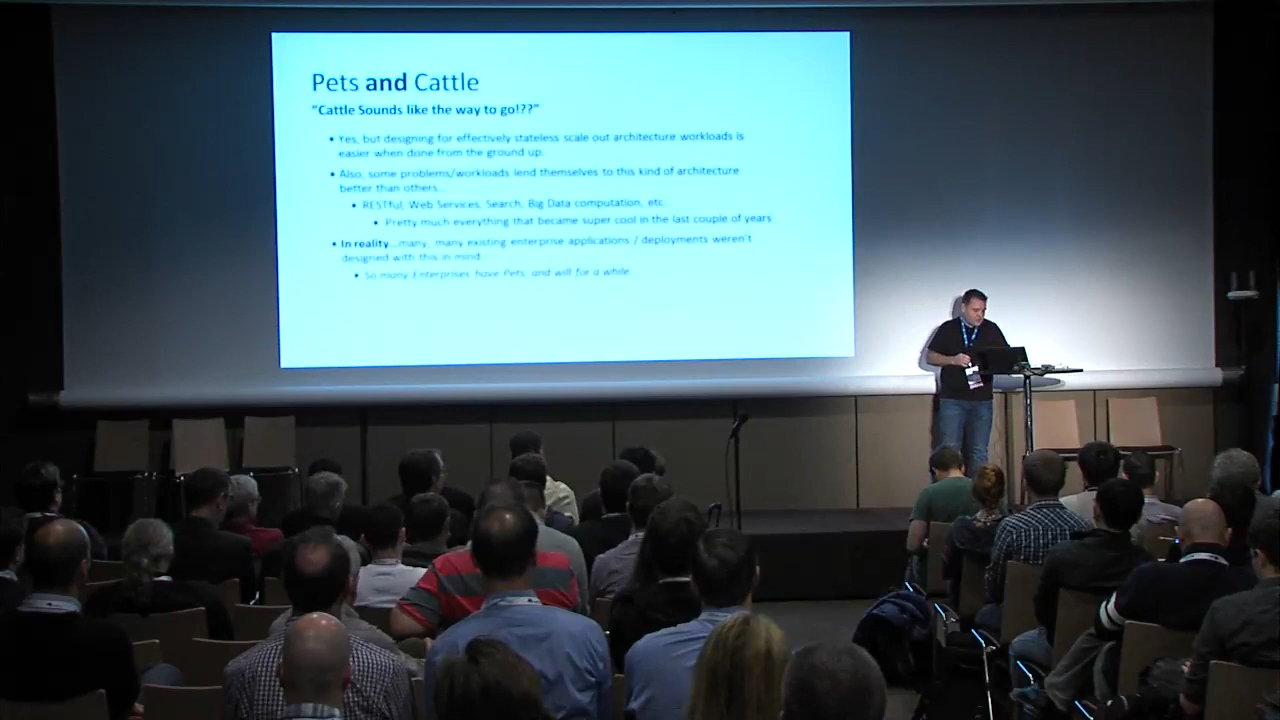 Pets and Cattle
“Cattle Sounds like the way to go!??”
• Yes, but designing for effectively stateless scale out architecture workloads is
easier when done from the ground up.
• Also, some problems/workloads lend themselves to this kind of architecture
better than others..
• RESTful, Web Services, Search, Big Data computation, etc.
• Pretty much everything that became super cool in the last couple of years
• In reality...many, many existing enterprise applications / deployments weren't
designed with this in mind.
• So many Enterprises have Pets, and will for a while.